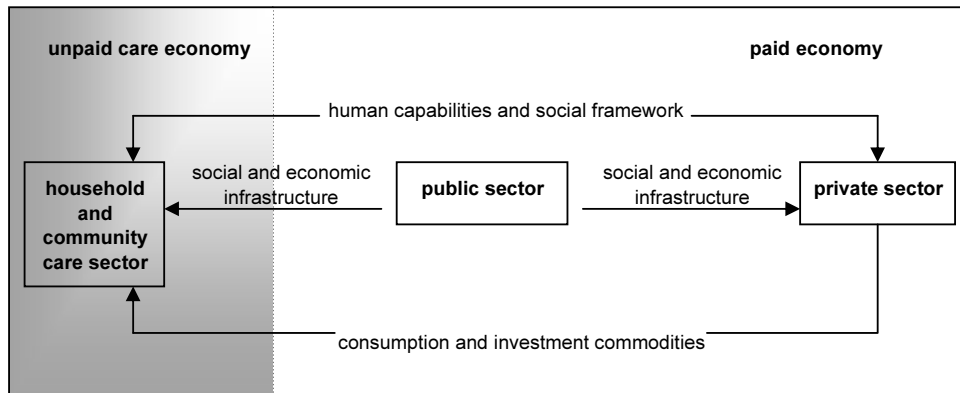 unpaid care economy
paid economy
human capabilities and social framework
household
and
community
care sector
social and economic
infrastructure
public sector
social and economic
infrastructure
private sector
consumption and investment commodities